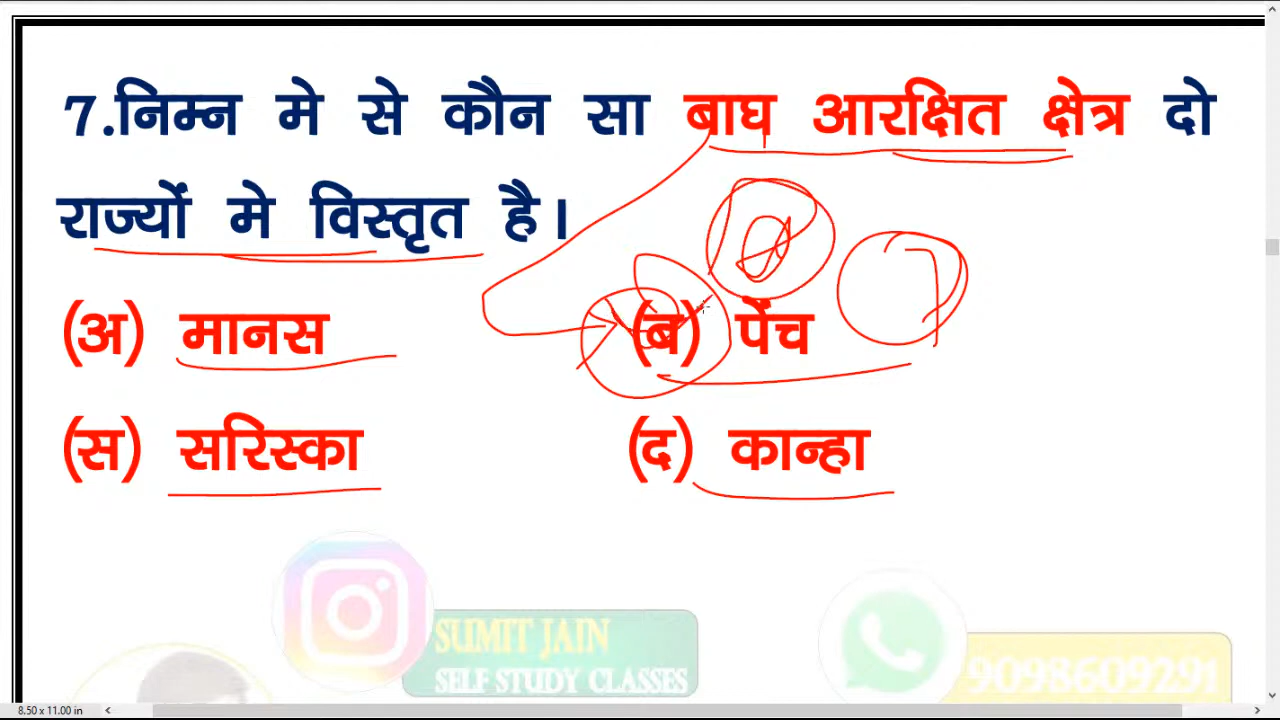 7.निम्न मे से कौन सा बाघ आरक्षित क्षेत्र दो
राज्यों मे विस्तृत है।
(अ) मानस
(ब) पेंच
(स) सरिस्का
(द) कान्हा
SUMIT JAIN
SELF STUDY CLASSES
9098609291
8.50 x 11.00 in